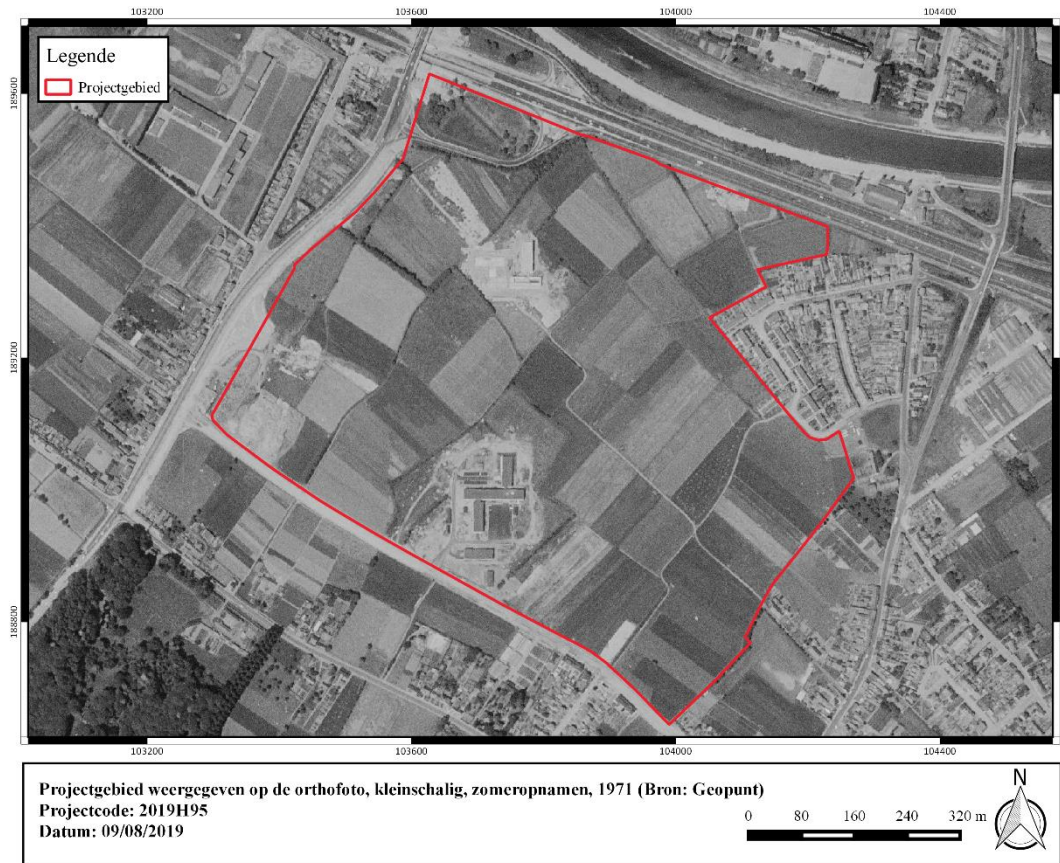 103200 103600 104000 104400
Legende
Projectgebied
189600
189200
188800
103200 103600 104000 104400
Projectgebied weergegeven op de orthofoto, kleinschalig, zomeropnamen, 1971 (Bron: Geopunt)
Projectcode: 2019H95
Datum: 09/08/2019
0 80 160 240 320 m
N